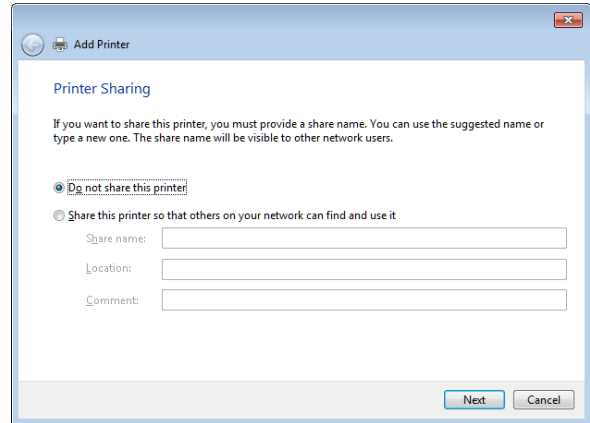 Add Printer
Printer Sharing
If you want to share this printer, you must provide a share name. You can use the suggested name or
type a new one. The share name will be visible to other network users.
Do not share this printer
Share this printer so that others on your network can find and use it
Share name:
Location:
Comment:
Next Cancel